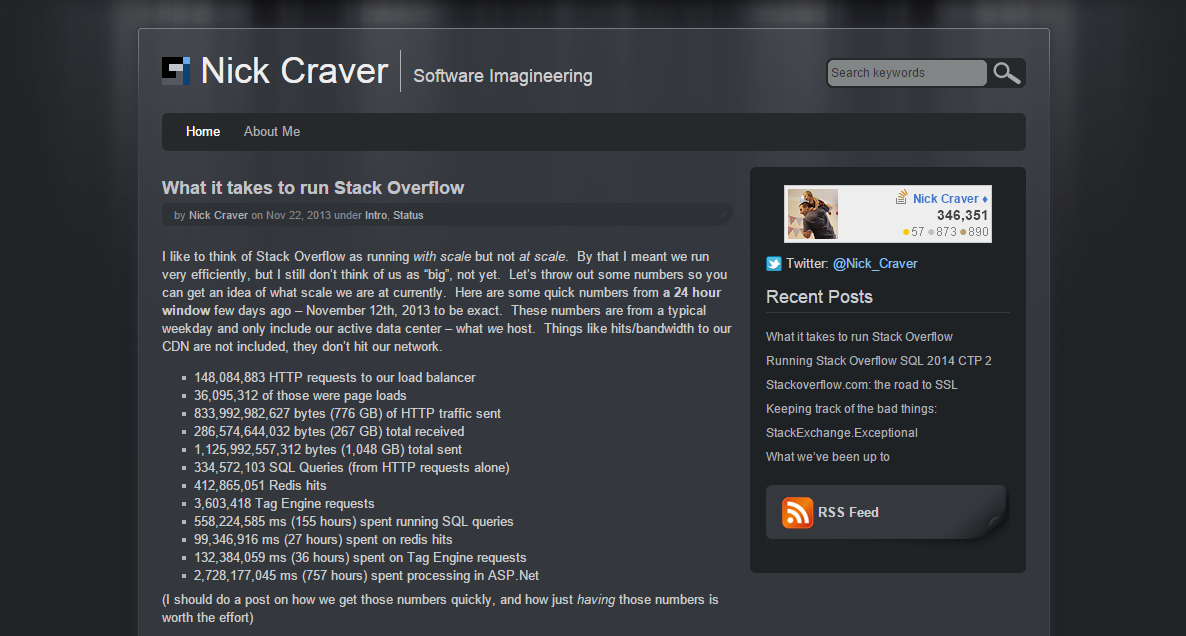 Nick Craver
Software Imagineering
Search keywords
Home
About Me
What it takes to run Stack Overflow
by Nick Craver on Nov 22, 2013 under Intro, Status
I like to think of Stack Overflow as running with scale but not at scale.  By that I meant we run
very efficiently, but I still don’t think of us as “big”, not yet.  Let’s throw out some numbers so you
can get an idea of what scale we are at currently.  Here are some quick numbers from a 24 hour
window few days ago – November 12th, 2013 to be exact.  These numbers are from a typical
weekday and only include our active data center – what we host.  Things like hits/bandwidth to our
CDN are not included, they don’t hit our network.
148,084,883 HTTP requests to our load balancer
36,095,312 of those were page loads
833,992,982,627 bytes (776 GB) of HTTP traffic sent
286,574,644,032 bytes (267 GB) total received
1,125,992,557,312 bytes (1,048 GB) total sent
334,572,103 SQL Queries (from HTTP requests alone)
412,865,051 Redis hits
3,603,418 Tag Engine requests
558,224,585 ms (155 hours) spent running SQL queries
99,346,916 ms (27 hours) spent on redis hits
132,384,059 ms (36 hours) spent on Tag Engine requests
2,728,177,045 ms (757 hours) spent processing in ASP.Net
(I should do a post on how we get those numbers quickly, and how just having those numbers is
worth the effort)
Nick Craver ♦
346,351
57 873 890
Twitter: @Nick_Craver
Recent Posts
What it takes to run Stack Overflow
Running Stack Overflow SQL 2014 CTP 2
Stackoverflow.com: the road to SSL
Keeping track of the bad things:
StackExchange.Exceptional
What we’ve been up to
RSS Feed